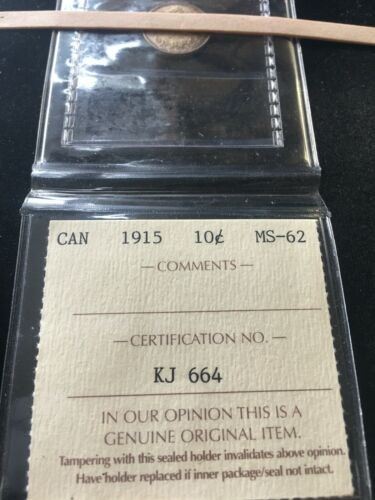 CAN 1915 10¢ MS-62
— COMMENTS —
— CERTIFICATION NO. —
KJ 664
IN OUR OPINION THIS IS A
GENUINE ORIGINAL ITEM.
Tampering with this sealed holder invalidates above opinion.
Have holder replaced if inner package/seal not intact.